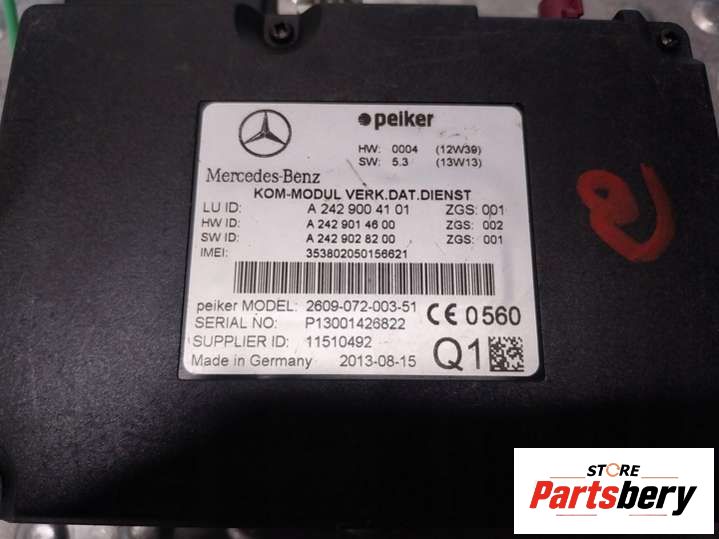 peiker
HW: 0004 (12W39)
SW: 5.3 (13W13)
Mercedes-Benz
KOM-MODUL VERK.DAT.DIENST
LU ID: A 242 900 41 01 ZGS: 001
HW ID: A 242 901 46 00 ZGS: 002
SW ID: A 242 902 82 00 ZGS: 001
IMEI: 353802050156621
peiker MODEL: 2609-072-003-51
CE 0560
SERIAL NO: P13001426822
SUPPLIER ID: 11510492
Made in Germany 2013-08-15
Q1
STORE
Partsbery